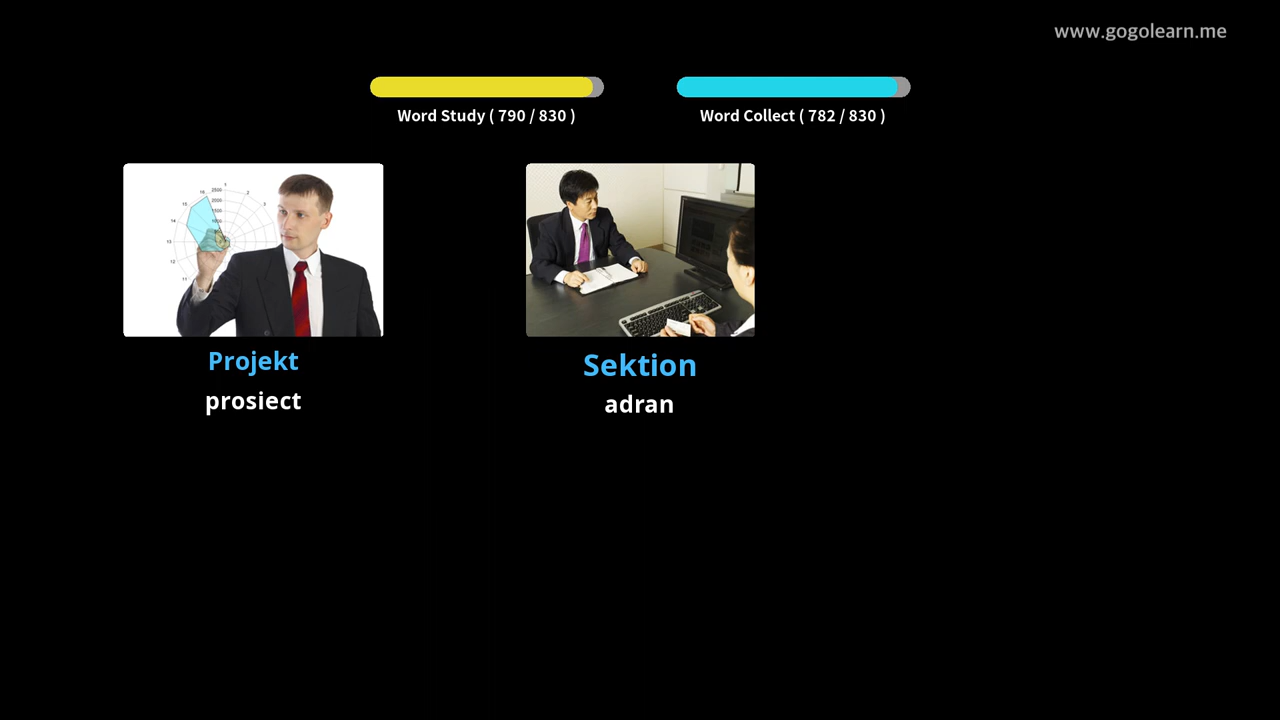 www.gogolearn.me
Word Study ( 790 / 830 )
Word Collect ( 782 / 830 )
Projekt
prosiect
Sektion
adran